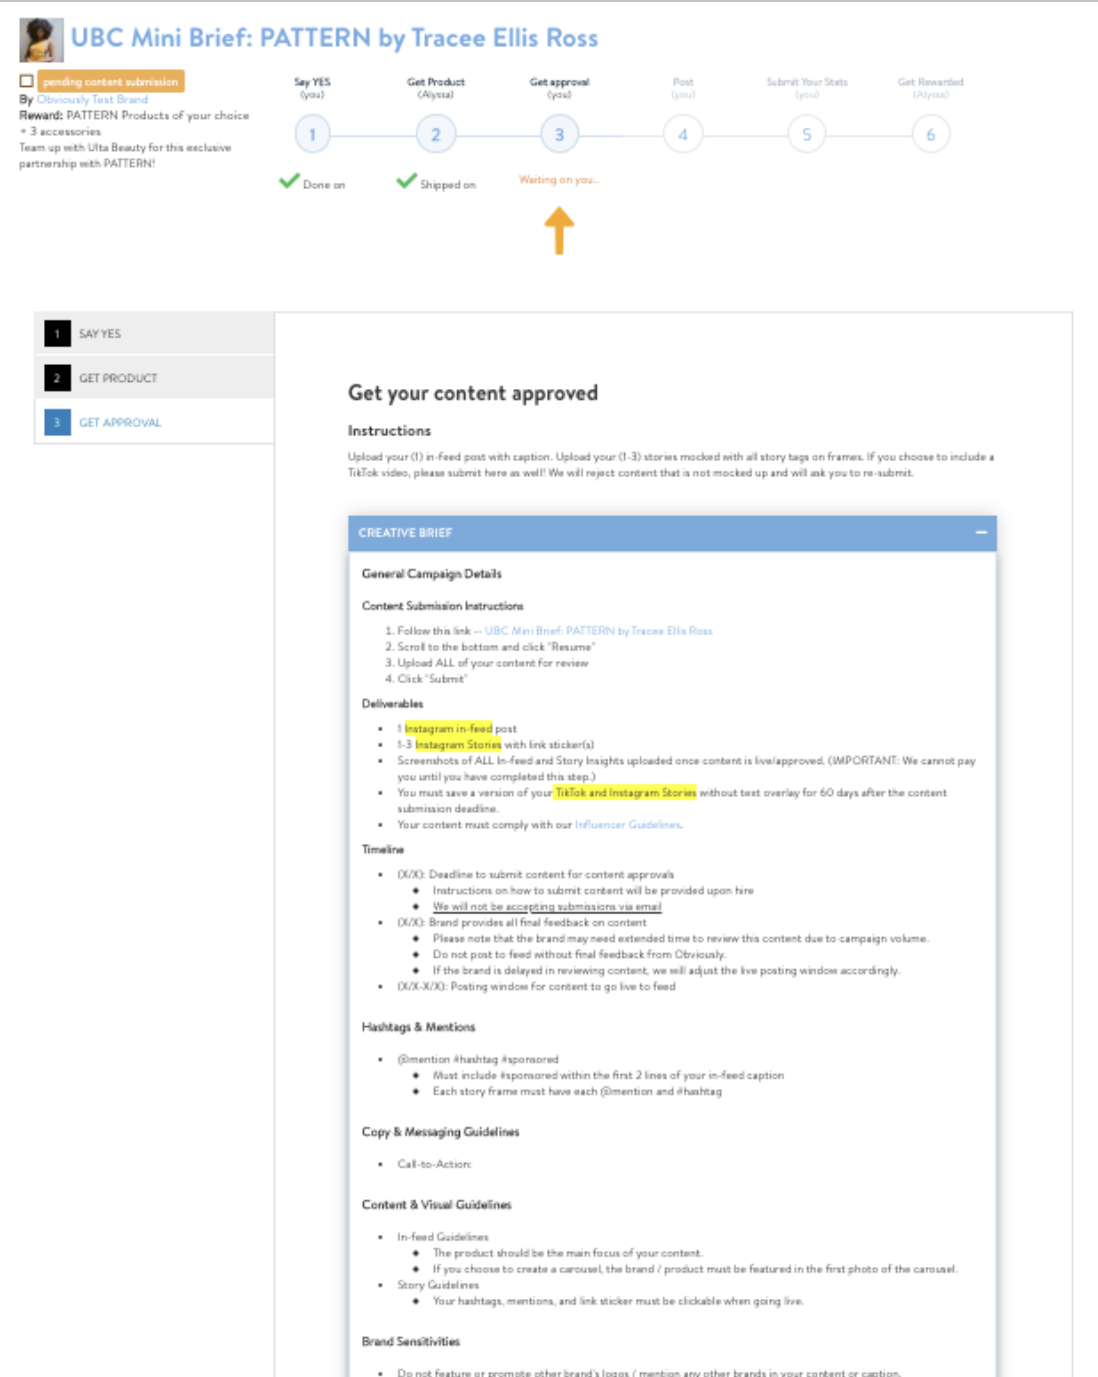 UBC Mini Brief: PATTERN by Tracee Ellis Ross
pending content submission
By Obviously Test Brand
Reward: PATTERN Products of your choice
+ 3 accessories
Team up with Ulta Beauty for this exclusive
partnership with PATTERN!
Say YES
(you)
1
Done on
Get Product
(Alyssa)
2
Shipped on
Get approval
(you)
3
Waiting on you...
Post
(you)
4
Submit Your Stats
(you)
5
Get Rewarded
(Alyssa)
6
1 SAY YES
2 GET PRODUCT
3 GET APPROVAL
Get your content approved
Instructions
Upload your (1) in-feed post with caption. Upload your (1-3) stories mocked with all story tags on frames. If you choose to include a
TikTok video, please submit here as well! We will reject content that is not mocked up and will ask you to re-submit.
CREATIVE BRIEF
General Campaign Details
Content Submission Instructions
1. Follow this link -- UBC Mini Brief: PATTERN by Tracee Ellis Ross
2. Scroll to the bottom and click "Resume"
3. Upload ALL of your content for review
4. Click "Submit"
Deliverables
1 Instagram in-feed post
1-3 Instagram Stories with link sticker(s)
Screenshots of ALL In-feed and Story Insights uploaded once content is live/approved. (IMPORTANT: We cannot pay
you until you have completed this step.)
You must save a version of your TikTok and Instagram Stories without text overlay for 60 days after the content
submission deadline.
Your content must comply with our Influencer Guidelines.
Timeline
(X/X): Deadline to submit content for content approvals
Instructions on how to submit content will be provided upon hire
We will not be accepting submissions via email
(X/X): Brand provides all final feedback on content
Please note that the brand may need extended time to review this content due to campaign volume.
Do not post to feed without final feedback from Obviously.
If the brand is delayed in reviewing content, we will adjust the live posting window accordingly.
(X/X-X/X): Posting window for content to go live to feed
Hashtags & Mentions
@mention #hashtag #sponsored
Must include #sponsored within the first 2 lines of your in-feed caption
Each story frame must have each @mention and #hashtag
Copy & Messaging Guidelines
Call-to-Action:
Content & Visual Guidelines
In-feed Guidelines
The product should be the main focus of your content.
If you choose to create a carousel, the brand / product must be featured in the first photo of the carousel.
Story Guidelines
Your hashtags, mentions, and link sticker must be clickable when going live.
Brand Sensitivities
Do not feature or promote other brand's logos / mention any other brands in your content or caption.